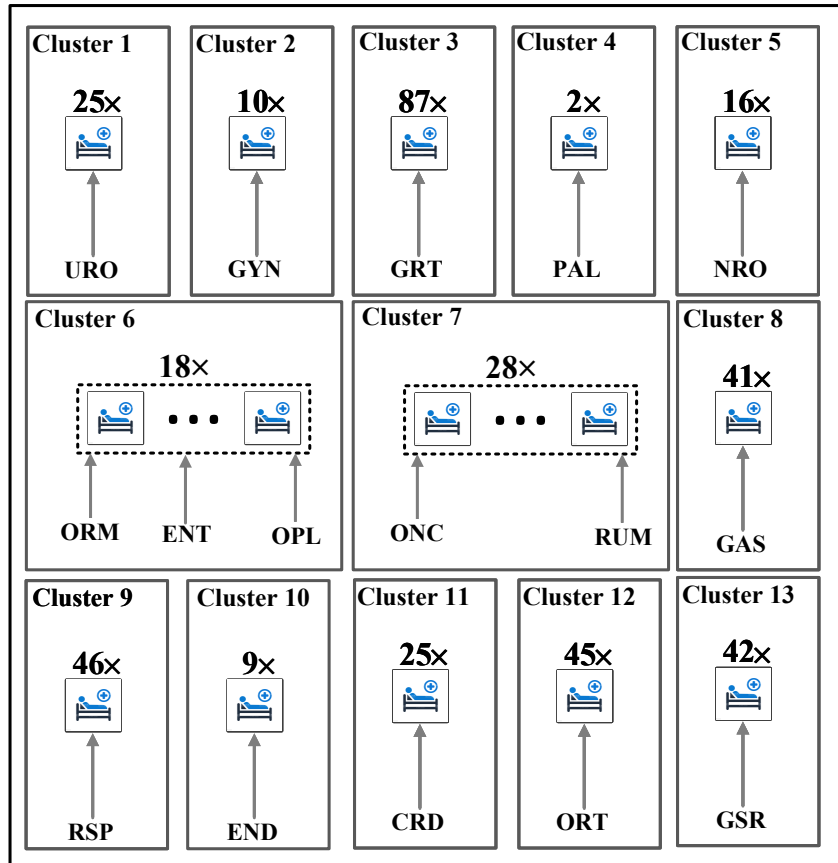 Cluster 1
25×
URO
Cluster 2
10×
GYN
Cluster 3
87×
GRT
Cluster 4
2×
PAL
Cluster 5
16×
NRO
Cluster 6
18×
ORM
ENT
OPL
Cluster 7
28×
ONC
RUM
Cluster 8
41×
GAS
Cluster 9
46×
RSP
Cluster 10
9×
END
Cluster 11
25×
CRD
Cluster 12
45×
ORT
Cluster 13
42×
GSR